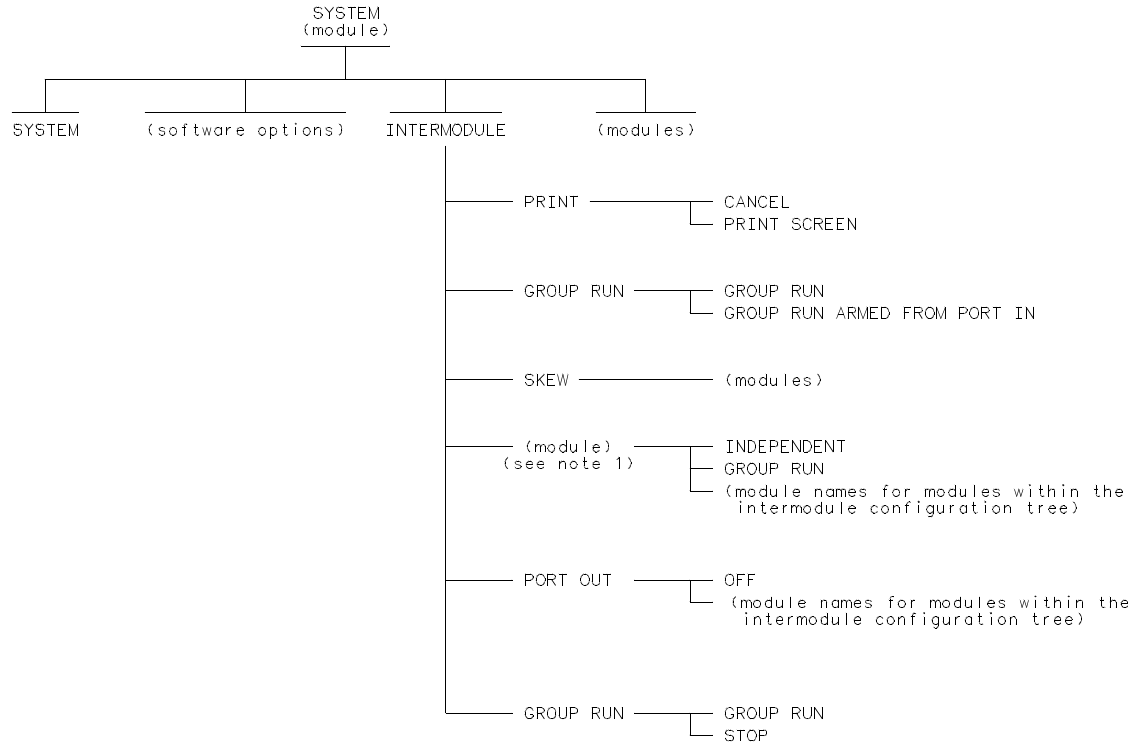 SYSTEM
(module)
SYSTEM
(software options)
INTERMODULE
(modules)
PRINT
CANCEL
PRINT SCREEN
GROUP RUN
GROUP RUN
GROUP RUN ARMED FROM PORT IN
SKEW
(modules)
(module)
(see note 1)
INDEPENDENT
GROUP RUN
(module names for modules within the
intermodule configuration tree)
PORT OUT
OFF
(module names for modules within the
intermodule configuration tree)
GROUP RUN
GROUP RUN
STOP